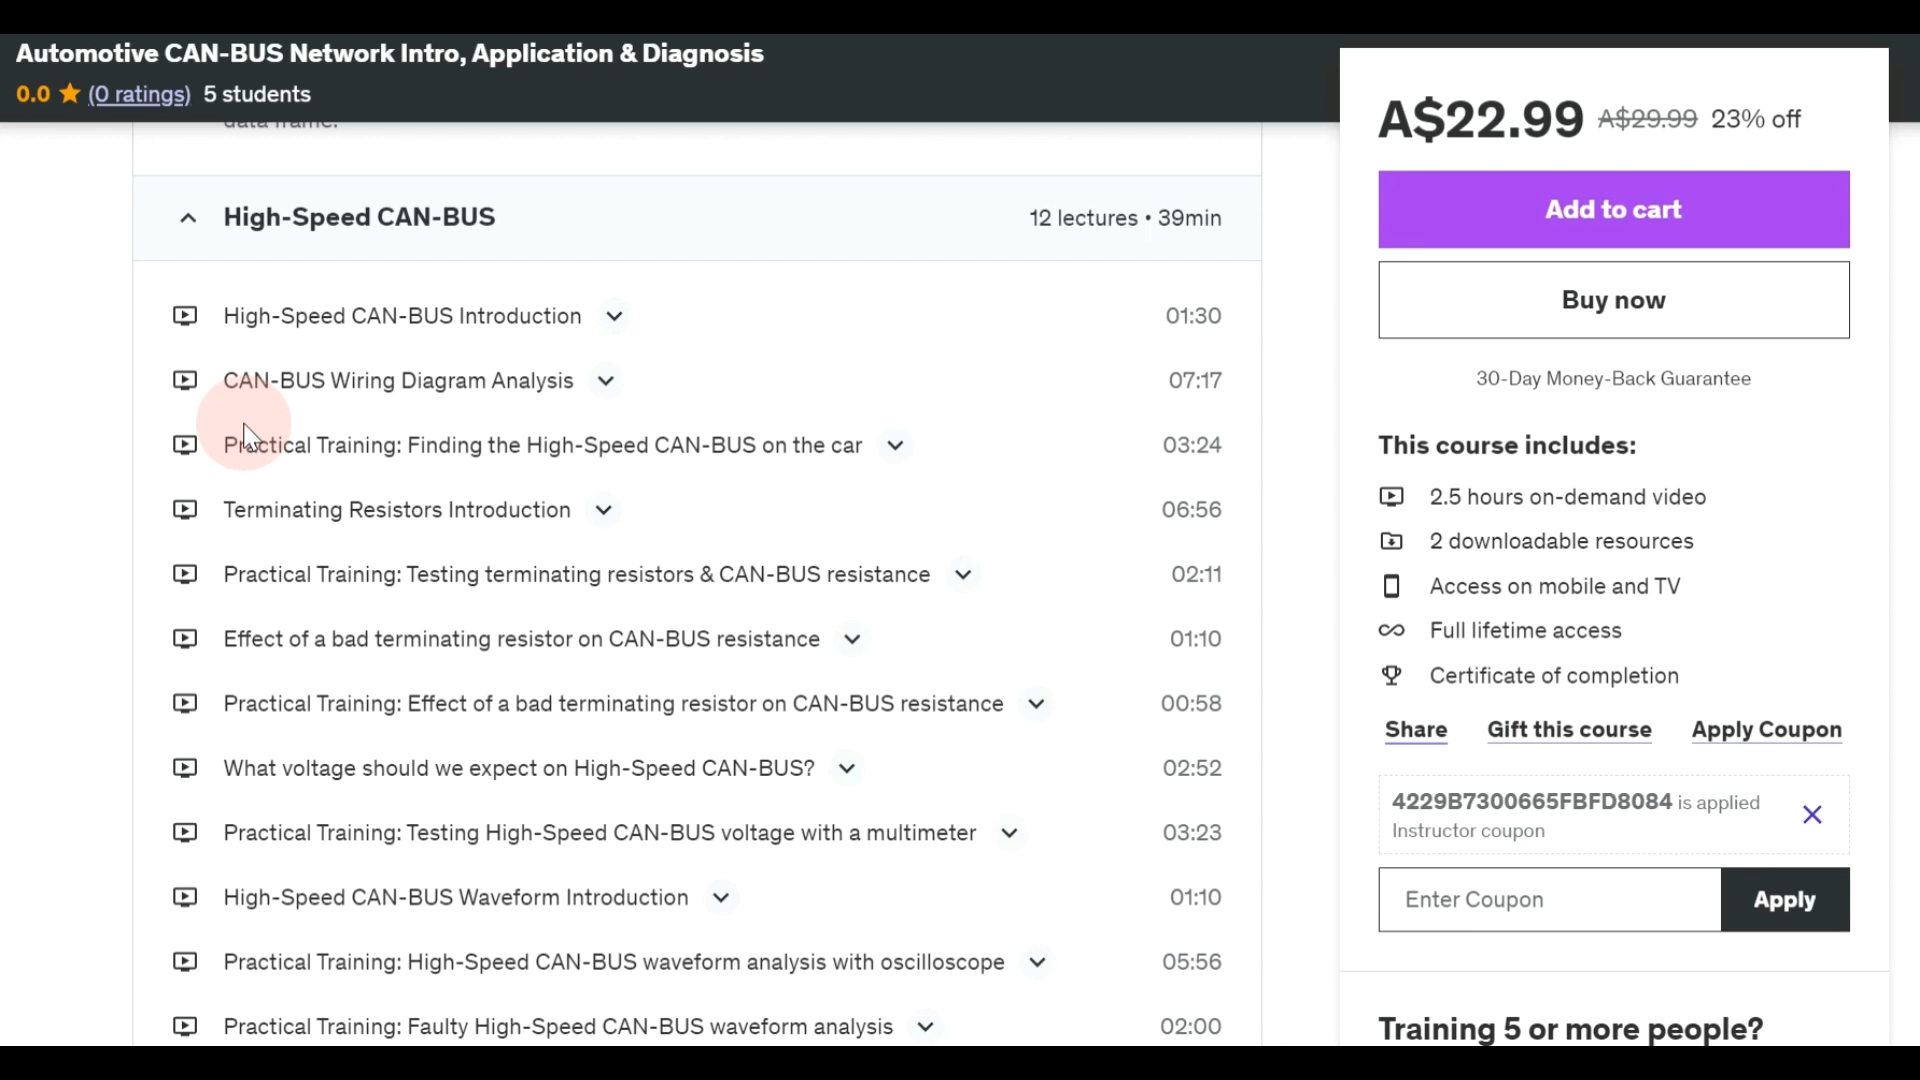 Automotive CAN-BUS Network Intro, Application & Diagnosis
0.0 (0 ratings) 5 students
data frame.
High-Speed CAN-BUS 12 lectures • 39min
High-Speed CAN-BUS Introduction 01:30
CAN-BUS Wiring Diagram Analysis 07:17
Practical Training: Finding the High-Speed CAN-BUS on the car 03:24
Terminating Resistors Introduction 06:56
Practical Training: Testing terminating resistors & CAN-BUS resistance 02:11
Effect of a bad terminating resistor on CAN-BUS resistance 01:10
Practical Training: Effect of a bad terminating resistor on CAN-BUS resistance 00:58
What voltage should we expect on High-Speed CAN-BUS? 02:52
Practical Training: Testing High-Speed CAN-BUS voltage with a multimeter 03:23
High-Speed CAN-BUS Waveform Introduction 01:10
Practical Training: High-Speed CAN-BUS waveform analysis with oscilloscope 05:56
Practical Training: Faulty High-Speed CAN-BUS waveform analysis 02:00
A$22.99 A$29.99 23% off
Add to cart
Buy now
30-Day Money-Back Guarantee
This course includes:
2.5 hours on-demand video
2 downloadable resources
Access on mobile and TV
Full lifetime access
Certificate of completion
Share Gift this course Apply Coupon
4229B7300665FBFD8084 is applied
Instructor coupon
Enter Coupon Apply
Training 5 or more people?